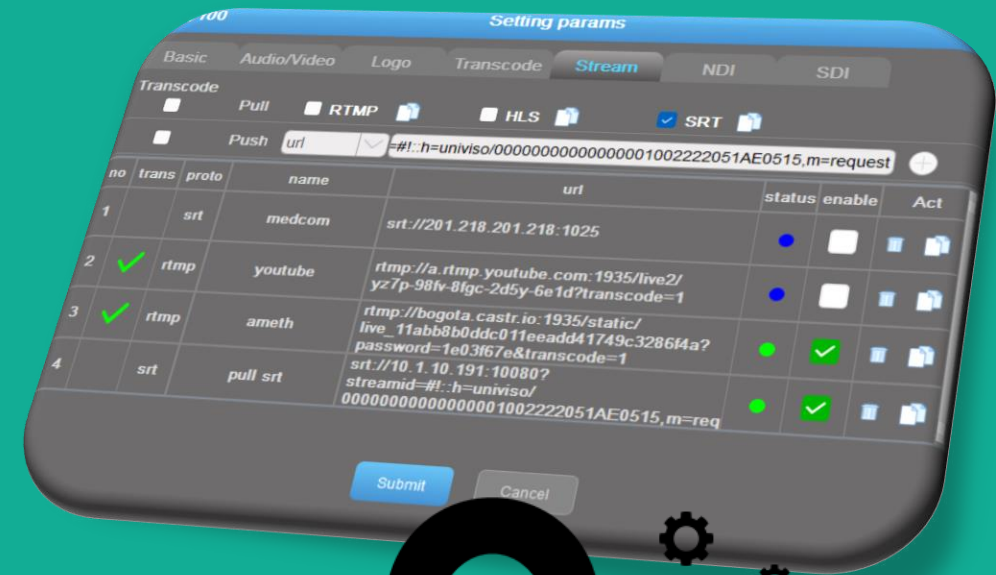 100
Setting params
Basic Audio/Video Logo Transcode Stream NDI SDI
Transcode
Pull RTMP HLS SRT
Push url =#!::h=univiso/00000000000000001002222051AE0515,m=request
no trans proto name url status enable Act
1 srt medcom srt://201.218.201.218:1025
2 rtmp youtube rtmp://a.rtmp.youtube.com:1935/live2/
yz7p-98fv-8fgc-2d5y-6e1d?transcode=1
3 rtmp ameth rtmp://bogota.castr.io:1935/static/
live_11abb8b0ddc011eeadd41749c3286f4a?
password=1e03f67e&transcode=1
4 srt pull srt srt://10.1.10.191:10080?
streamid=#!::h=univiso/
00000000000000001002222051AE0515,m=req
Submit Cancel